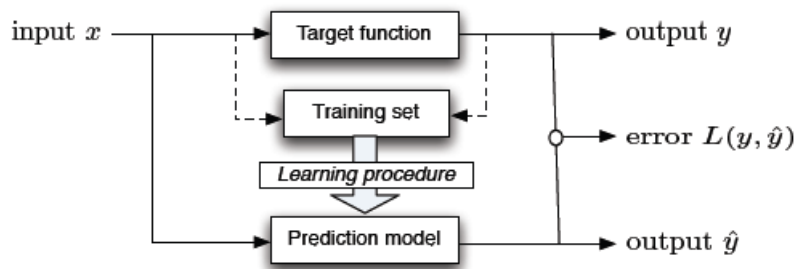 input x
Target function
output y
Training set
error L(y, ŷ)
Learning procedure
Prediction model
output ŷ